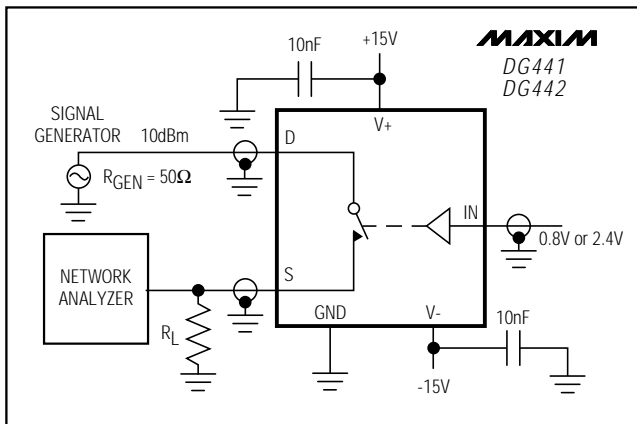 10nF
+15V
MAXIM
DG441
DG442
SIGNAL
GENERATOR
10dBm
D
V+
RGEN = 50Ω
IN
0.8V or 2.4V
NETWORK
ANALYZER
S
RL
GND
V-
10nF
-15V